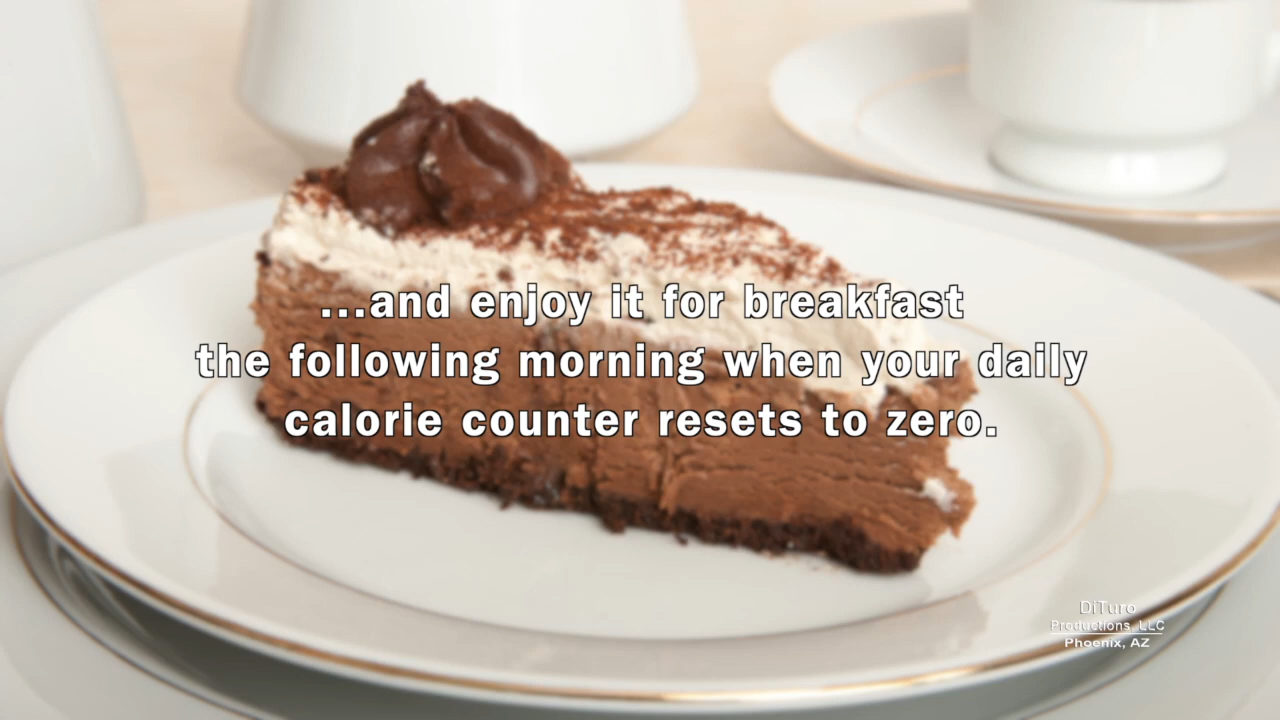 ...and enjoy it for breakfast
the following morning when your daily
calorie counter resets to zero.
DiTuro
Productions, LLC
Phoenix, AZ